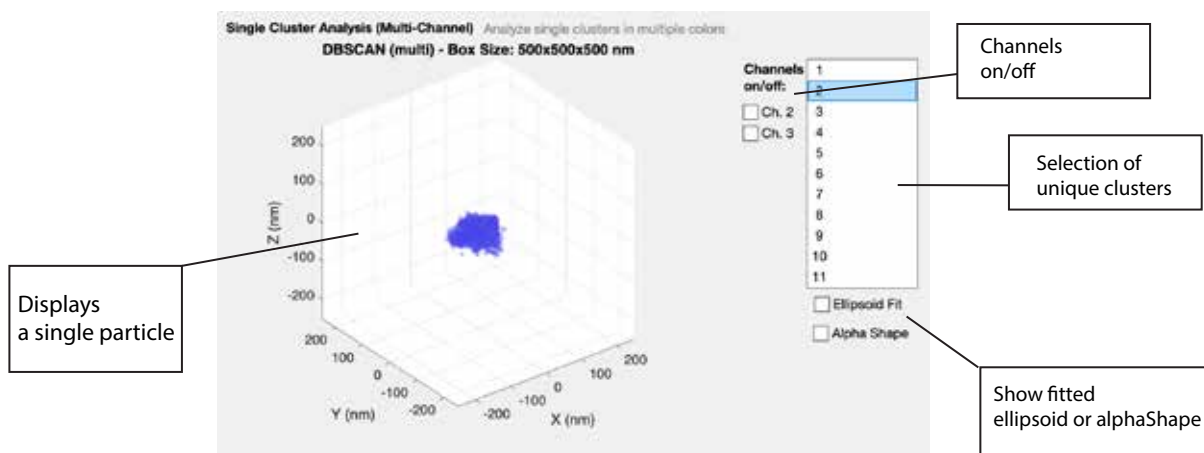 Single Cluster Analysis (Multi-Channel) Analyze single clusters in multiple colors
DBSCAN (multi) - Box Size: 500x500x500 nm
Channels
on/off:
Ch. 2
Ch. 3
1
2
3
4
5
6
7
8
9
10
11
Ellipsoid Fit
Alpha Shape
Channels
on/off
Selection of
unique clusters
Show fitted
ellipsoid or alphaShape
Displays
a single particle
Z (nm)
200
100
0
-100
-200
Y (nm)
200
100
0
-100
-200
X (nm)
-200
-100
0
100
200